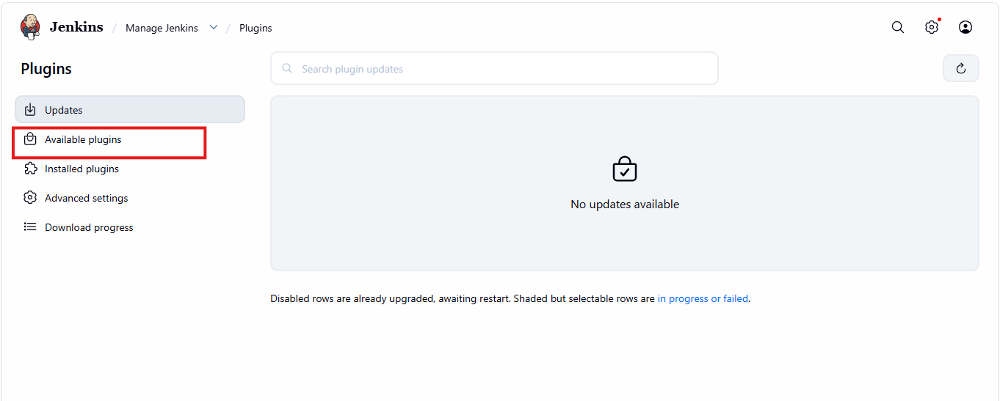 Jenkins / Manage Jenkins / Plugins
Plugins
Search plugin updates
Updates
Available plugins
Installed plugins
Advanced settings
Download progress
No updates available
Disabled rows are already upgraded, awaiting restart. Shaded but selectable rows are in progress or failed.